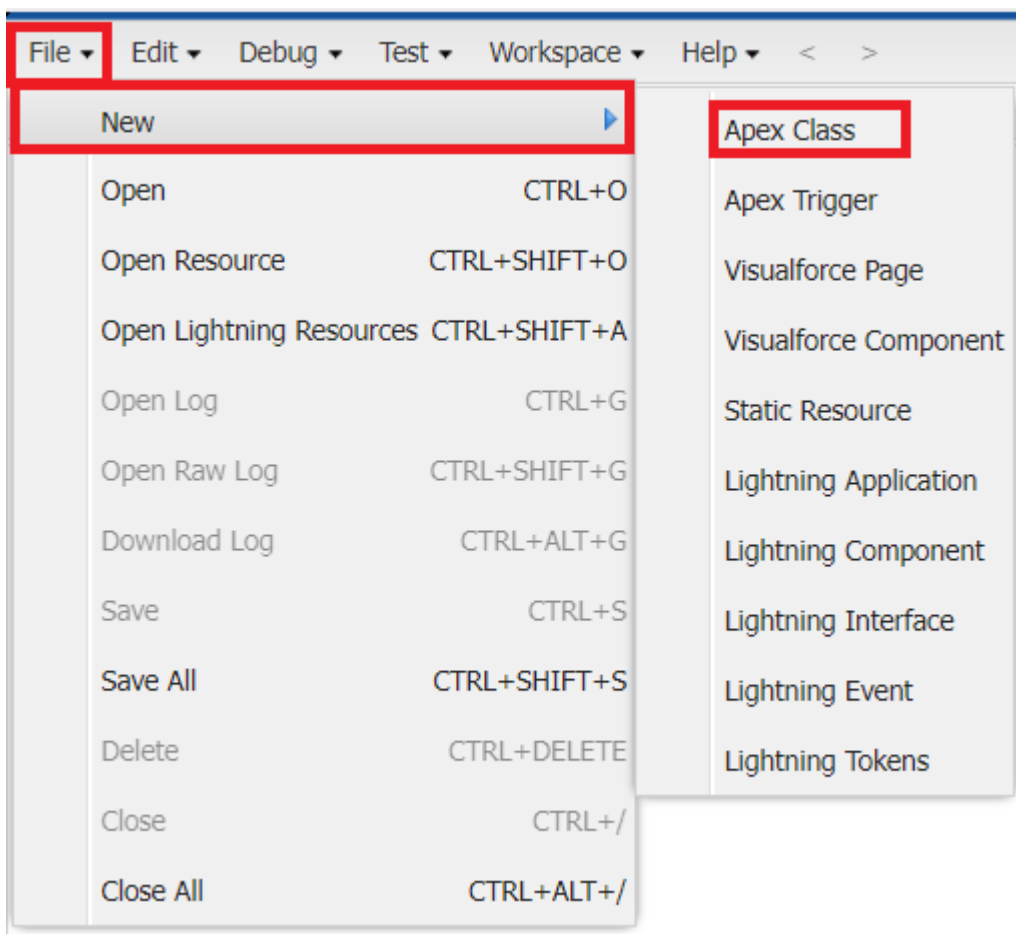 File Edit Debug Test Workspace Help < >
New
Open CTRL+O
Open Resource CTRL+SHIFT+O
Open Lightning Resources CTRL+SHIFT+A
Open Log CTRL+G
Open Raw Log CTRL+SHIFT+G
Download Log CTRL+ALT+G
Save CTRL+S
Save All CTRL+SHIFT+S
Delete CTRL+DELETE
Close CTRL+/
Close All CTRL+ALT+/
Apex Class
Apex Trigger
Visualforce Page
Visualforce Component
Static Resource
Lightning Application
Lightning Component
Lightning Interface
Lightning Event
Lightning Tokens